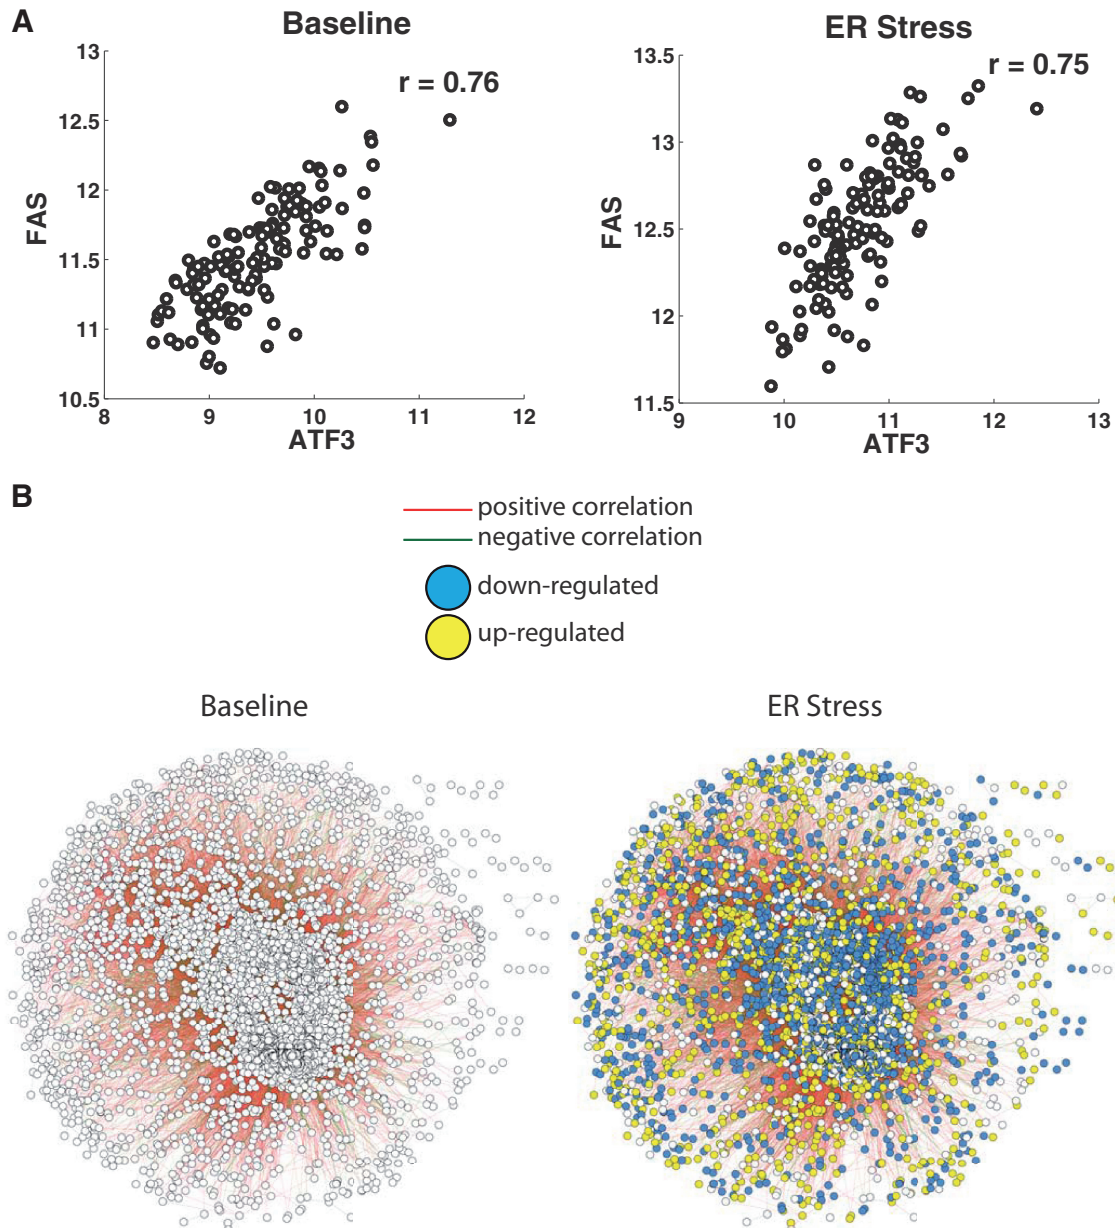 A
Baseline
r = 0.76
13
12.5
12
11.5
11
10.5
FAS
8
9
10
11
12
ATF3
ER Stress
r = 0.75
13.5
13
12.5
12
11.5
FAS
9
10
11
12
13
ATF3
B
positive correlation
negative correlation
down-regulated
up-regulated
Baseline
ER Stress